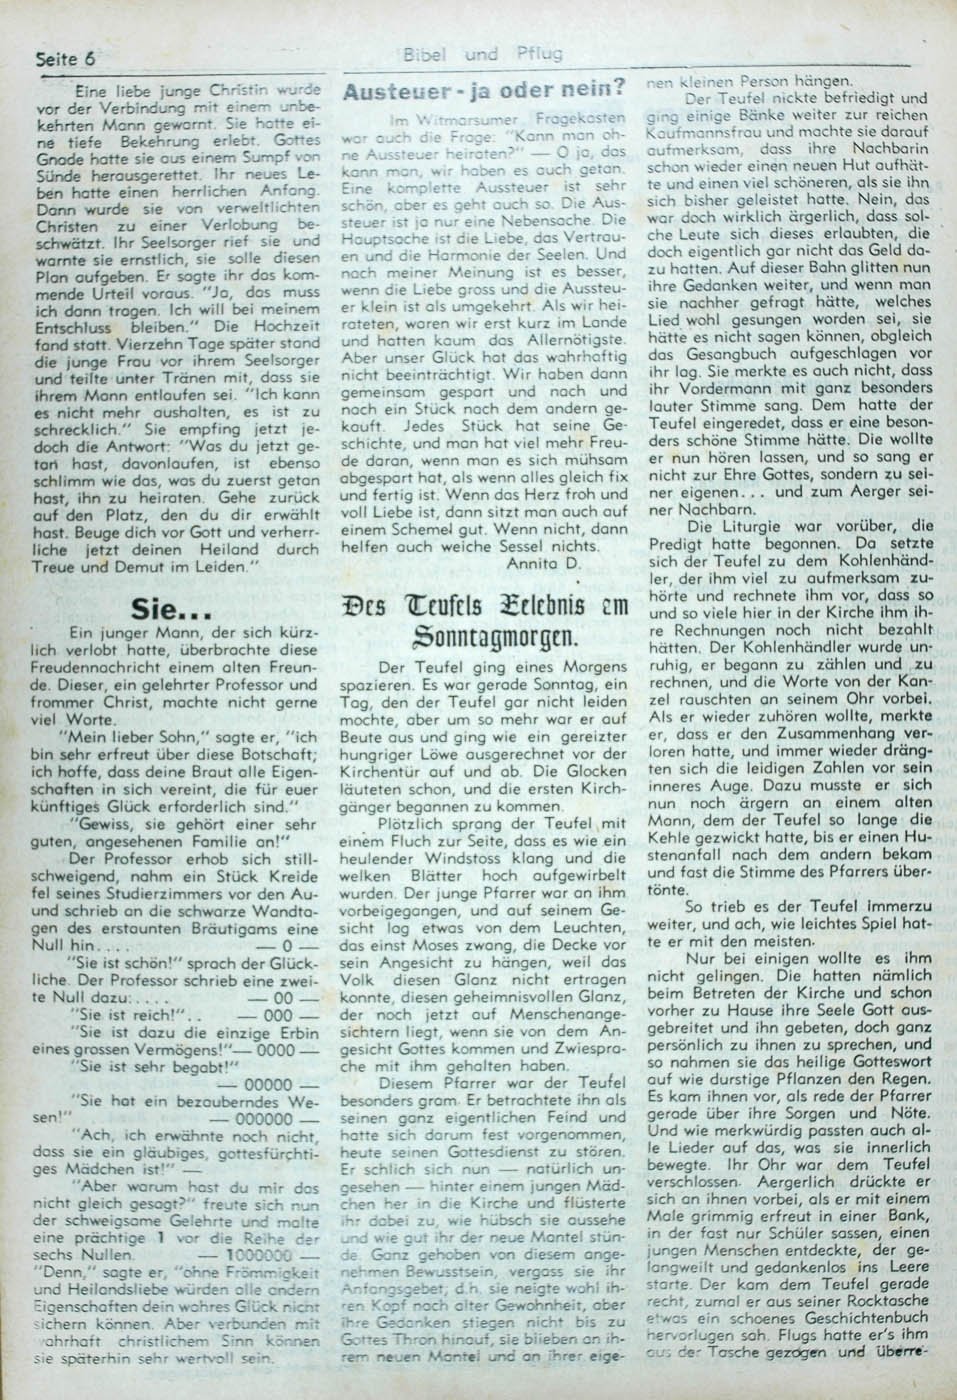 Seite 6
Bibel und Pflug
Eine liebe junge Christin wurde
vor der Verbindung mit einem unbe-
kehrten Mann gewarnt. Sie hatte ei-
ne tiefe Bekehrung erlebt. Gottes
Gnade hatte sie aus einem Sumpf von
Sünde herausgerettet. Ihr neues Le-
ben hatte einen herrlichen Anfang.
Dann wurde sie von verweltlichten
Christen zu einer Verlobung be-
schwätzt. Ihr Seelsorger rief sie und
warnte sie ernstlich, sie solle diesen
Plan aufgeben. Er sagte ihr das kom-
mende Urteil voraus. "Ja, das muss
ich dann tragen. Ich will bei meinem
Entschluss bleiben." Die Hochzeit
fand statt. Vierzehn Tage später stand
die junge Frau vor ihrem Seelsorger
und teilte unter Tränen mit, dass sie
ihrem Mann entlaufen sei. "Ich kann
es nicht mehr aushalten, es ist zu
schrecklich." Sie empfing jetzt je-
doch die Antwort: "Was du jetzt ge-
tan hast, davonlaufen, ist ebenso
schlimm wie das, was du zuerst getan
hast, ihn zu heiraten. Gehe zurück
auf den Platz, den du dir erwählt
hast. Beuge dich vor Gott und verherr-
liche jetzt deinen Heiland durch
Treue und Demut im Leiden."
Sie...
Ein junger Mann, der sich kürz-
lich verlobt hatte, überbrachte diese
Freudennachricht einem alten Freun-
de. Dieser, ein gelehrter Professor und
frommer Christ, machte nicht gerne
viel Worte.
"Mein lieber Sohn," sagte er, "ich
bin sehr erfreut über diese Botschaft;
ich hoffe, dass deine Braut alle Eigen-
schaften in sich vereint, die für euer
künftiges Glück erforderlich sind."
"Gewiss, sie gehört einer sehr
guten, angesehenen Familie an!"
Der Professor erhob sich still-
schweigend, nahm ein Stück Kreide
fel seines Studierzimmers vor den Au-
und schrieb an die schwarze Wandta-
gen des erstaunten Bräutigams eine
Null hin.... — 0 —
"Sie ist schön!" sprach der Glück-
liche. Der Professor schrieb eine zwei-
te Null dazu:.... — 00 —
"Sie ist reich!".. — 000 —
"Sie ist dazu die einzige Erbin
eines grossen Vermögens!"— 0000 —
"Sie ist sehr begabt!"
— 00000 —
"Sie hat ein bezauberndes We-
sen!" — 000000 —
"Ach, ich erwähnte noch nicht,
dass sie ein gläubiges, gottesfürchti-
ges Mädchen ist!" —
"Aber warum hast du mir das
nicht gleich gesagt?" freute sich nun
der schweigsame Gelehrte und malte
eine prächtige 1 vor die Reihe der
sechs Nullen. — 1000000 —
"Denn," sagte er, "ohne Frömmigkeit
und Heilandsliebe würden alle andern
Eigenschaften dein wahres Glück nicht
sichern können. Aber verbunden mit
wahrhaft christlichem Sinn können
sie späterhin sehr wertvoll sein.
Austeuer - ja oder nein?
Im Witmarsumer Fragekasten
war auch die Frage: "Kann man oh-
ne Aussteuer heiraten?" — O ja, das
kann man, wir haben es auch getan.
Eine komplette Aussteuer ist sehr
schön, aber es geht auch so. Die Aus-
steuer ist ja nur eine Nebensache. Die
Hauptsache ist die Liebe, das Vertrau-
en und die Harmonie der Seelen. Und
nach meiner Meinung ist es besser,
wenn die Liebe gross und die Aussteu-
er klein ist als umgekehrt. Als wir hei-
rateten, waren wir erst kurz im Lande
und hatten kaum das Allernötigste.
Aber unser Glück hat das wahrhaftig
nicht beeinträchtigt. Wir haben dann
gemeinsam gespart und nach und
nach ein Stück nach dem andern ge-
kauft. Jedes Stück hat seine Ge-
schichte, und man hat viel mehr Freu-
de daran, wenn man es sich mühsam
abgespart hat, als wenn alles gleich fix
und fertig ist. Wenn das Herz froh und
voll Liebe ist, dann sitzt man auch auf
einem Schemel gut. Wenn nicht, dann
helfen auch weiche Sessel nichts.
Annita D.
Des Teufels Erlebnis am
Sonntagmorgen.
Der Teufel ging eines Morgens
spazieren. Es war gerade Sonntag, ein
Tag, den der Teufel gar nicht leiden
mochte, aber um so mehr war er auf
Beute aus und ging wie ein gereizter
hungriger Löwe ausgerechnet vor der
Kirchentür auf und ab. Die Glocken
läuteten schon, und die ersten Kirch-
gänger begannen zu kommen.
Plötzlich sprang der Teufel mit
einem Fluch zur Seite, dass es wie ein
heulender Windstoss klang und die
welken Blätter hoch aufgewirbelt
wurden. Der junge Pfarrer war an ihm
vorbeigegangen, und auf seinem Ge-
sicht lag etwas von dem Leuchten,
das einst Moses zwang, die Decke vor
sein Angesicht zu hängen, weil das
Volk diesen Glanz nicht ertragen
konnte, diesen geheimnisvollen Glanz,
der noch jetzt auf Menschenange-
sichtern liegt, wenn sie von dem An-
gesicht Gottes kommen und Zwiespra-
che mit ihm gehalten haben.
Diesem Pfarrer war der Teufel
besonders gram. Er betrachtete ihn als
seinen ganz eigentlichen Feind und
hatte sich darum fest vorgenommen,
heute seinen Gottesdienst zu stören.
Er schlich sich nun — natürlich un-
gesehen — hinter einem jungen Mäd-
chen her in die Kirche und flüsterte
ihr dabei zu, wie hübsch sie aussehe
und wie gut ihr der neue Mantel stün-
de. Ganz gehoben von diesem ange-
nehmen Bewusstsein, vergass sie ihr
Anfangsgebet, d.h. sie neigte wohl ih-
ren Kopf nach alter Gewohnheit, aber
ihre Gedanken stiegen nicht bis zu
Gottes Thron hinauf, sie blieben an ih-
rem neuen Mantel und an ihrer eige-
nen kleinen Person hängen.
Der Teufel nickte befriedigt und
ging einige Bänke weiter zur reichen
Kaufmannsfrau und machte sie darauf
aufmerksam, dass ihre Nachbarin
schon wieder einen neuen Hut aufhät-
te und einen viel schöneren, als sie ihn
sich bisher geleistet hatte. Nein, das
war doch wirklich ärgerlich, dass sol-
che Leute sich dieses erlaubten, die
doch eigentlich gar nicht das Geld da-
zu hatten. Auf dieser Bahn glitten nun
ihre Gedanken weiter, und wenn man
sie nachher gefragt hätte, welches
Lied wohl gesungen worden sei, sie
hätte es nicht sagen können, obgleich
das Gesangbuch aufgeschlagen vor
ihr lag. Sie merkte es auch nicht, dass
ihr Vordermann mit ganz besonders
lauter Stimme sang. Dem hatte der
Teufel eingeredet, dass er eine beson-
ders schöne Stimme hätte. Die wollte
er nun hören lassen, und so sang er
nicht zur Ehre Gottes, sondern zu sei-
ner eigenen... und zum Aerger sei-
ner Nachbarn.
Die Liturgie war vorüber, die
Predigt hatte begonnen. Da setzte
sich der Teufel zu dem Kohlenhänd-
ler, der ihm viel zu aufmerksam zu-
hörte und rechnete ihm vor, dass so
und so viele hier in der Kirche ihm ih-
re Rechnungen noch nicht bezahlt
hätten. Der Kohlenhändler wurde un-
ruhig, er begann zu zählen und zu
rechnen, und die Worte von der Kan-
zel rauschten an seinem Ohr vorbei.
Als er wieder zuhören wollte, merkte
er, dass er den Zusammenhang ver-
loren hatte, und immer wieder dräng-
ten sich die leidigen Zahlen vor sein
inneres Auge. Dazu musste er sich
nun noch ärgern an einem alten
Mann, dem der Teufel so lange die
Kehle gezwickt hatte, bis er einen Hu-
stenanfall nach dem andern bekam
und fast die Stimme des Pfarrers über-
tönte.
So trieb es der Teufel immerzu
weiter, und ach, wie leichtes Spiel hat-
te er mit den meisten.
Nur bei einigen wollte es ihm
nicht gelingen. Die hatten nämlich
beim Betreten der Kirche und schon
vorher zu Hause ihre Seele Gott aus-
gebreitet und ihn gebeten, doch ganz
persönlich zu ihnen zu sprechen, und
so nahmen sie das heilige Gotteswort
auf wie durstige Pflanzen den Regen.
Es kam ihnen vor, als rede der Pfarrer
gerade über ihre Sorgen und Nöte.
Und wie merkwürdig passten auch al-
le Lieder auf das, was sie innerlich
bewegte. Ihr Ohr war dem Teufel
verschlossen. Aergerlich drückte er
sich an ihnen vorbei, als er mit einem
Male grimmig erfreut in einer Bank,
in der fast nur Schüler sassen, einen
jungen Menschen entdeckte, der ge-
langweilt und gedankenlos ins Leere
starte. Der kam dem Teufel gerade
recht, zumal er aus seiner Rocktasche
etwas ein schoenes Geschichtenbuch
hervorlugen sah. Flugs hatte er's ihm
aus der Tasche gezogen und überre-